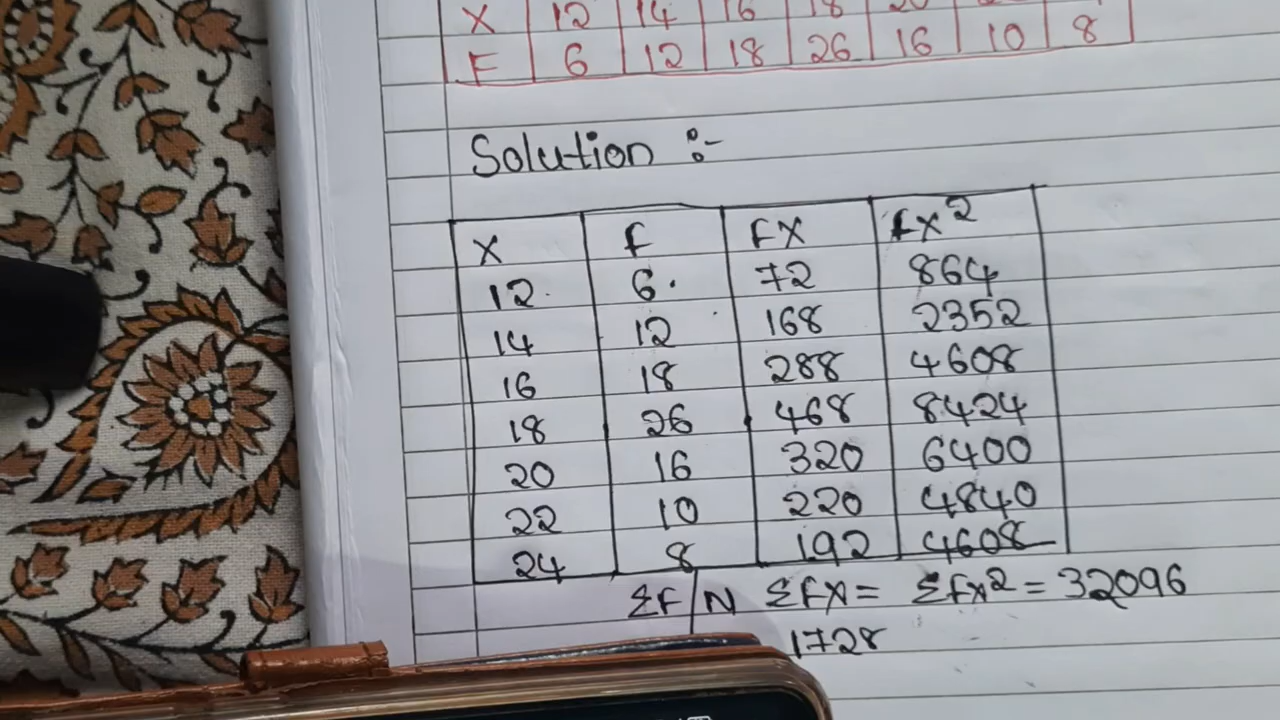 X 12 14 16 18 20
F 6 12 18 26 16 10 8
Solution :-
X F FX FX²
12 6 72 864
14 12 168 2352
16 18 288 4608
18 26 468 8424
20 16 320 6400
22 10 220 4840
24 8 192 4608
ΣF/N ΣFX = ΣFX² = 32096
1728